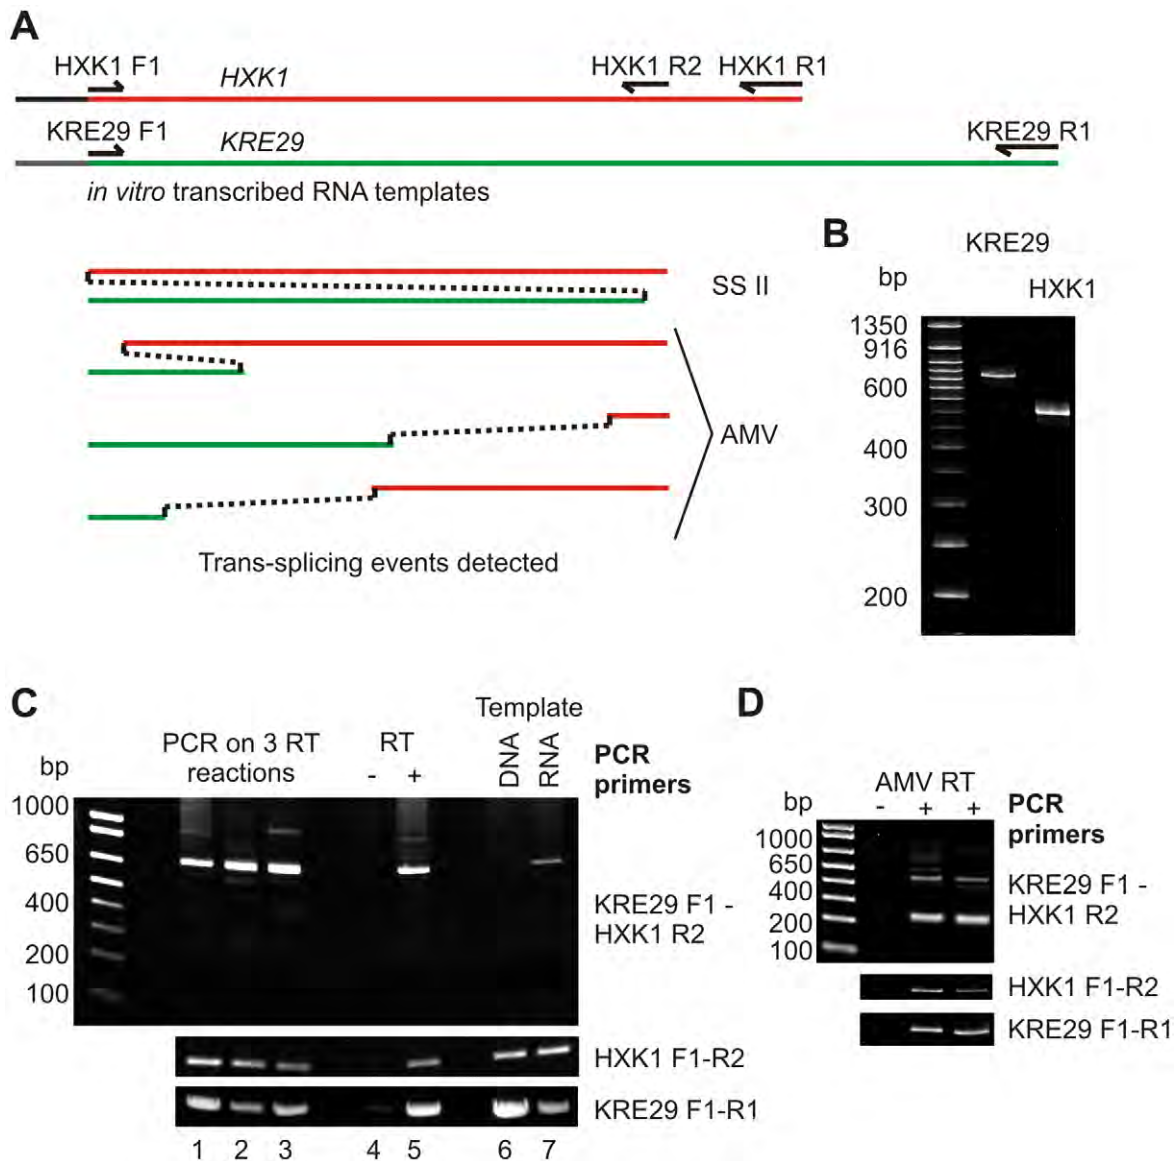 A
HXK1 F1
HXK1
HXK1 R2
HXK1 R1
KRE29 F1
KRE29
KRE29 R1
in vitro transcribed RNA templates
SS II
AMV
Trans-splicing events detected
B
KRE29
bp
HXK1
1350
916
600
400
300
200
C
Template
PCR on 3 RT
reactions
RT
- +
DNA
RNA
PCR
primers
bp
1000
650
400
200
100
KRE29 F1 -
HXK1 R2
HXK1 F1-R2
KRE29 F1-R1
1 2 3 4 5 6 7
D
AMV RT
bp
- + +
PCR
primers
1000
650
400
200
100
KRE29 F1 -
HXK1 R2
HXK1 F1-R2
KRE29 F1-R1